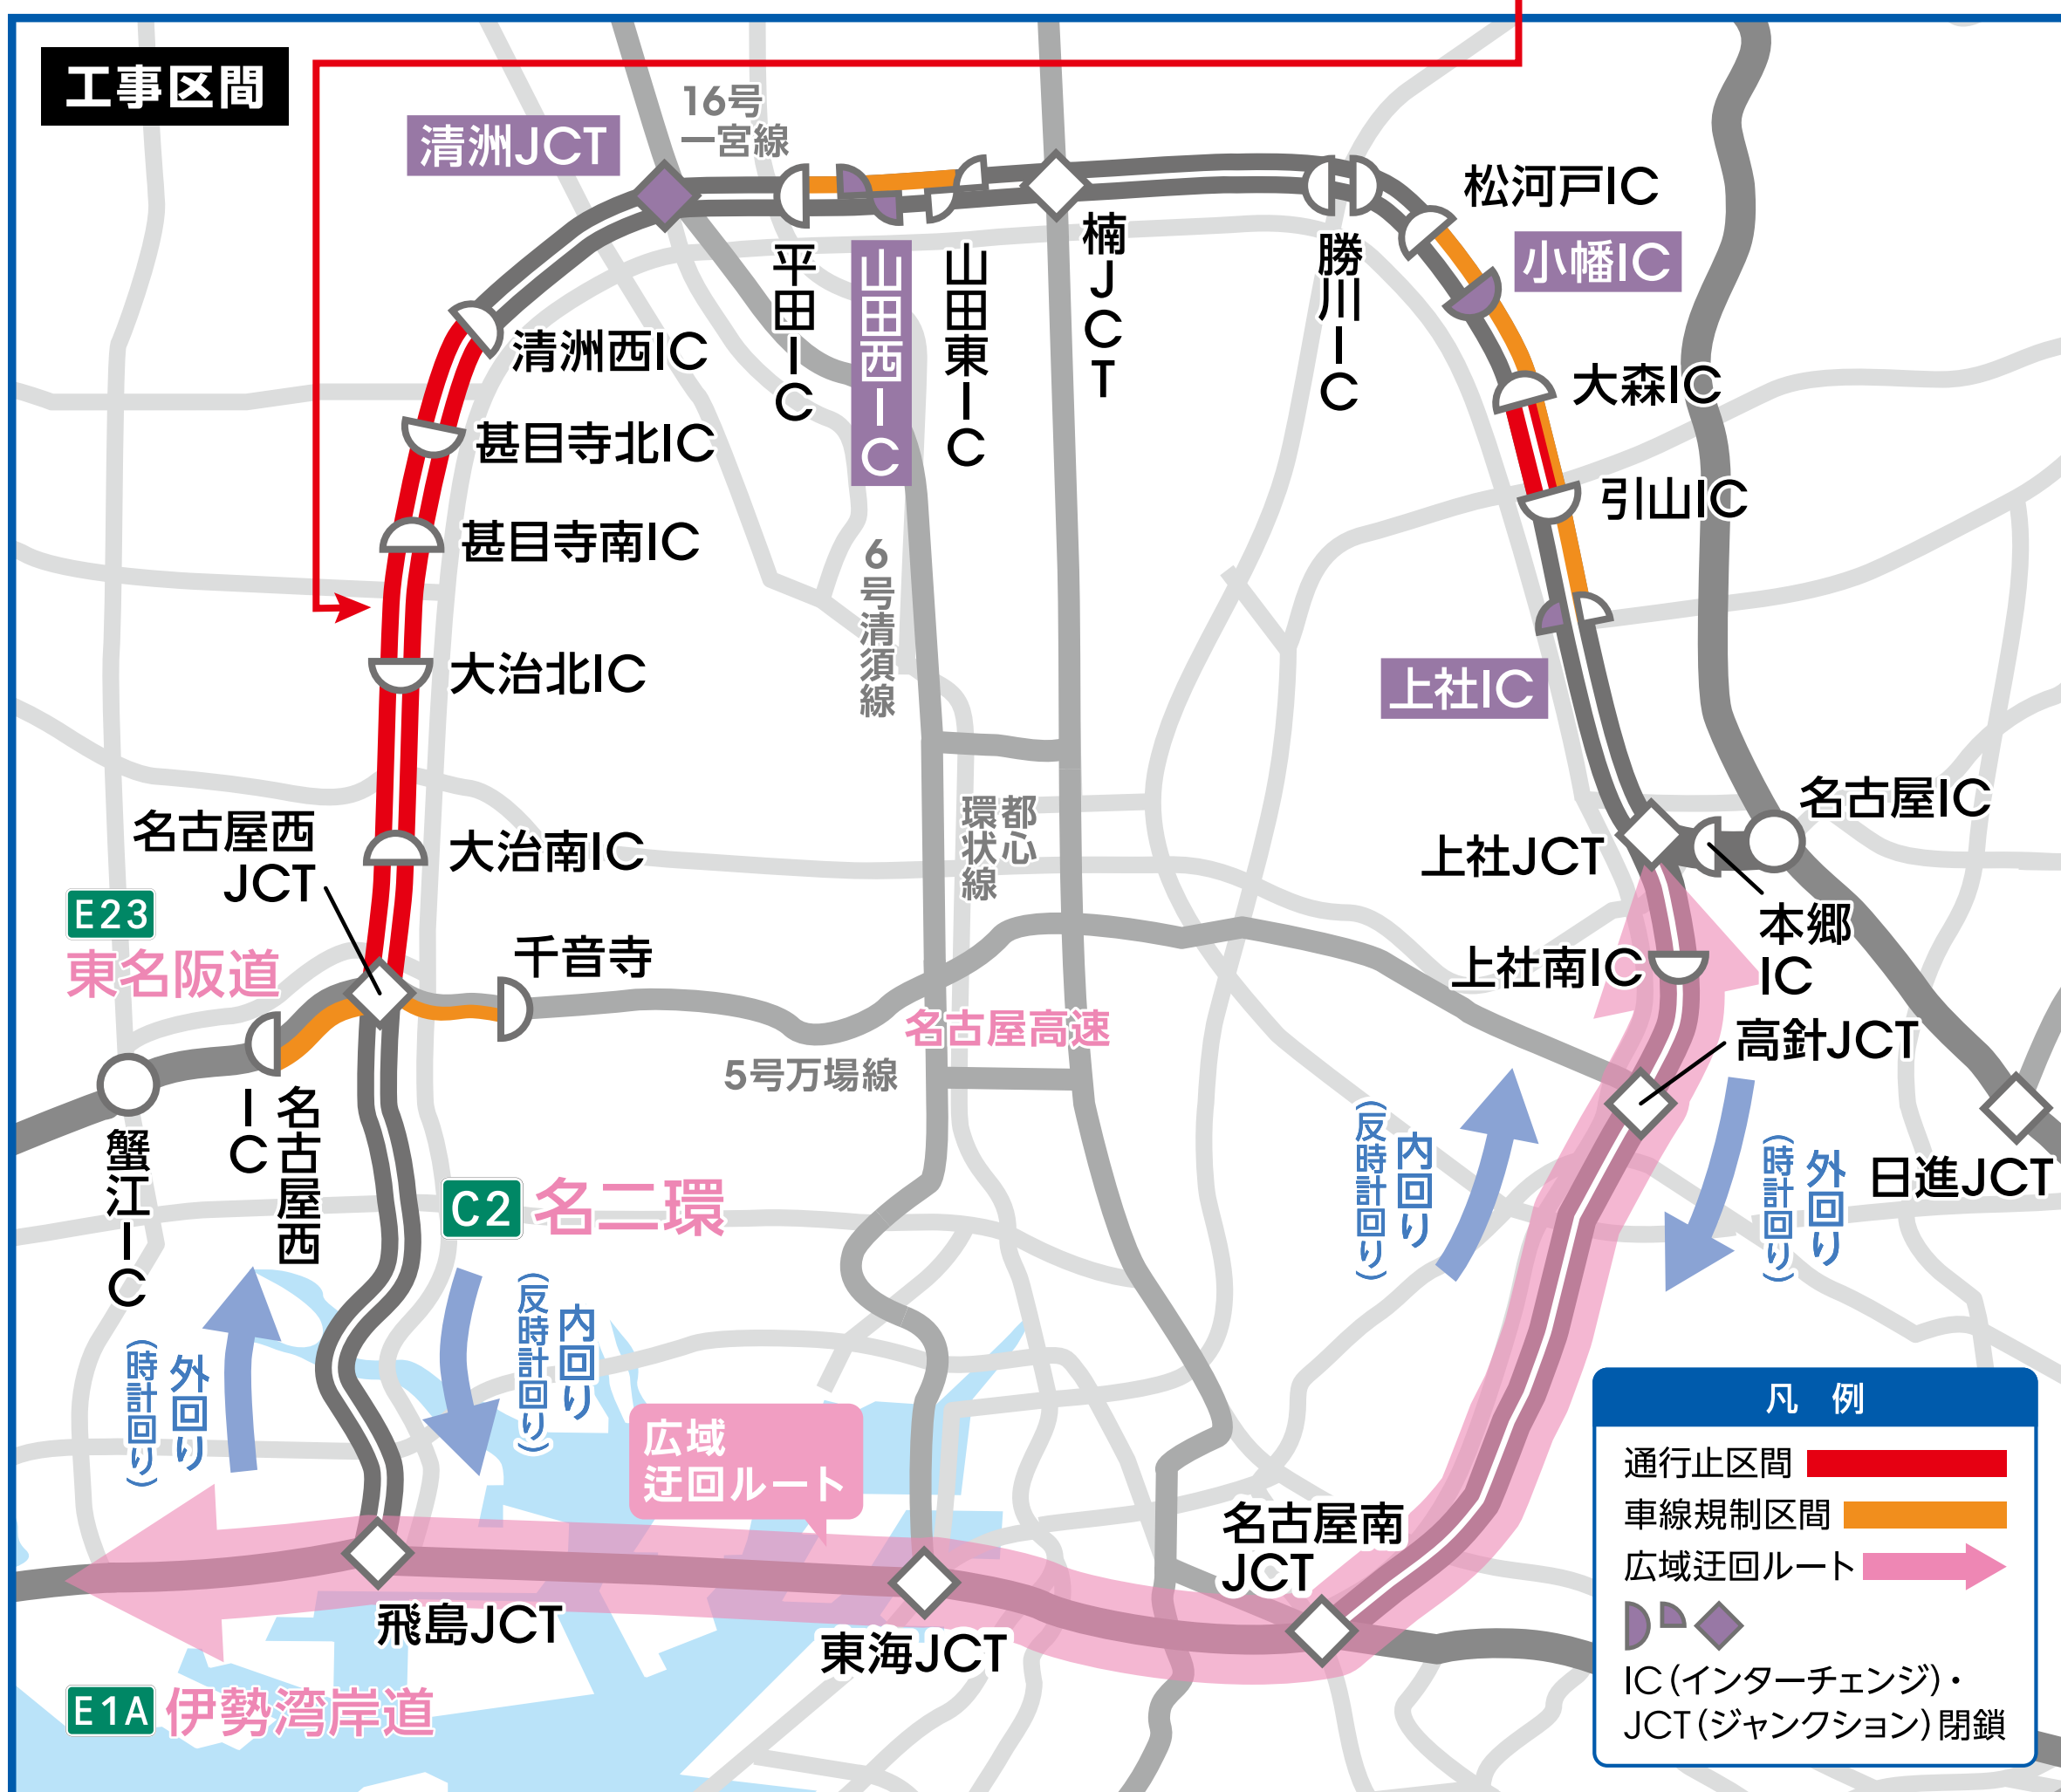 工事区間
清洲JCT
16号
一宮線
平田IC
山田西IC
山田東IC
楠JCT
勝川IC
松河戸IC
小幡IC
大森IC
引山IC
上社IC
清洲西IC
甚目寺北IC
甚目寺南IC
大治北IC
大治南IC
6号清須線
都心
環状線
名古屋西
JCT
千音寺
E23
東名阪道
名古屋西
IC
蟹江IC
名古屋IC
上社JCT
本郷
IC
上社南IC
高針JCT
日進JCT
名古屋高速
5号万場線
C2
名二環
外回り
(時計回り)
内回り
(反時計回り)
内回り
(反時計回り)
外回り
(時計回り)
広域
迂回ルート
名古屋南
JCT
飛島JCT
東海JCT
E1A
伊勢湾岸道
凡 例
通行止区間
車線規制区間
広域迂回ルート
IC(インターチェンジ)・
JCT(ジャンクション)閉鎖